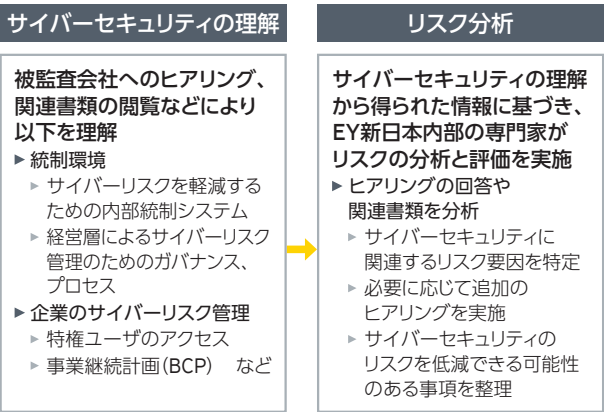 サイバーセキュリティの理解
被監査会社へのヒアリング、
関連書類の閲覧などにより
以下を理解
▶ 統制環境
▶ サイバーリスクを軽減する
ための内部統制システム
▶ 経営層によるサイバーリスク
管理のためのガバナンス、
プロセス
▶ 企業のサイバーリスク管理
▶ 特権ユーザのアクセス
▶ 事業継続計画(BCP) など
リスク分析
サイバーセキュリティの理解
から得られた情報に基づき、
EY新日本内部の専門家が
リスクの分析と評価を実施
▶ ヒアリングの回答や
関連書類を分析
▶ サイバーセキュリティに
関連するリスク要因を特定
▶ 必要に応じて追加の
ヒアリングを実施
▶ サイバーセキュリティの
リスクを低減できる可能性
のある事項を整理